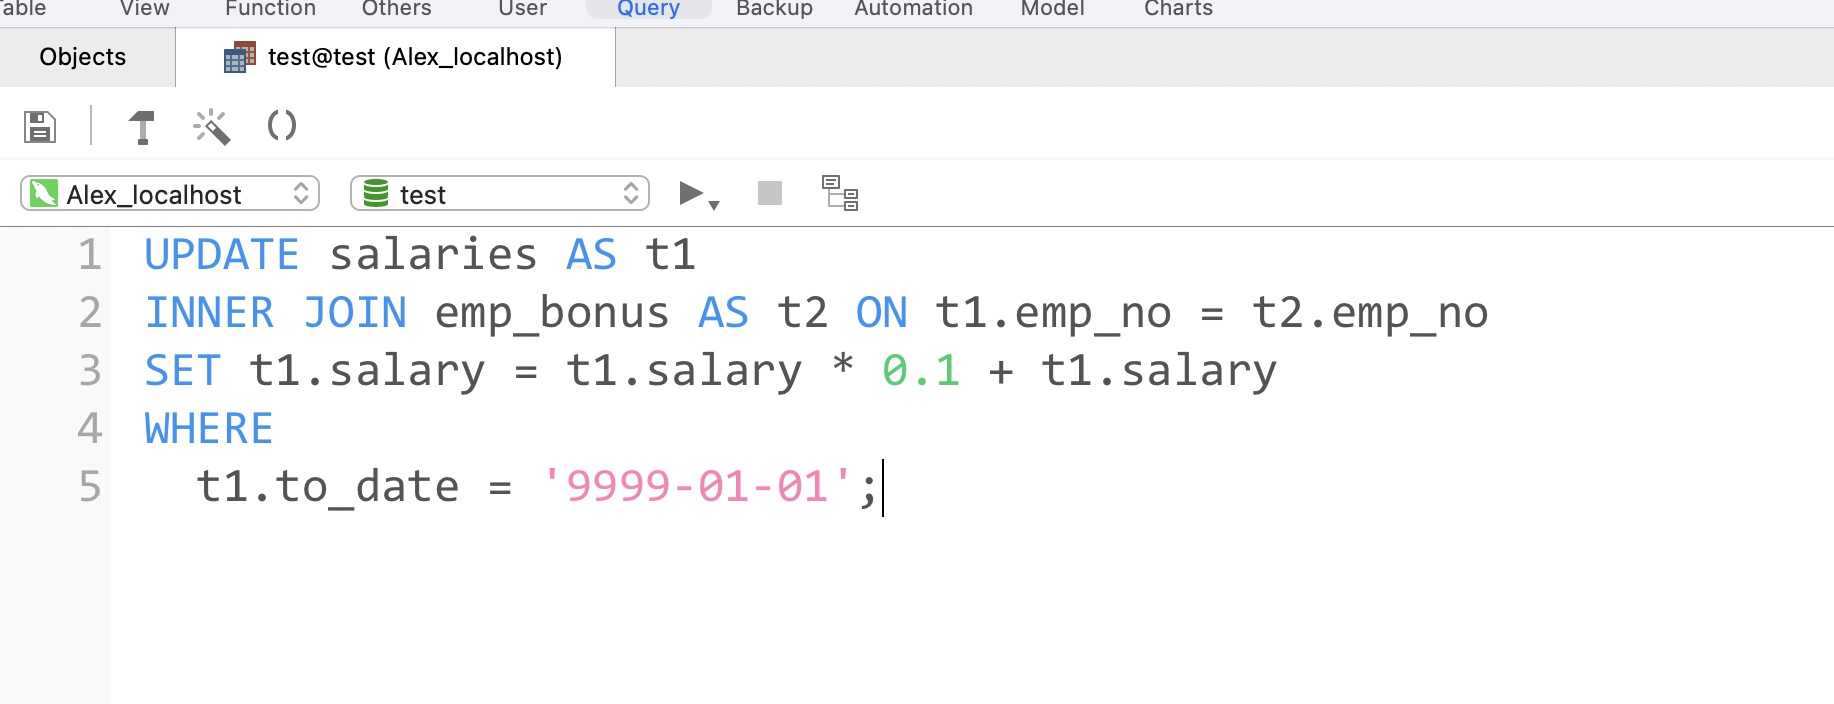 able View Function Others User Query Backup Automation Model Charts
Objects test@test (Alex_localhost)
Alex_localhost test
1 UPDATE salaries AS t1
2 INNER JOIN emp_bonus AS t2 ON t1.emp_no = t2.emp_no
3 SET t1.salary = t1.salary * 0.1 + t1.salary
4 WHERE
5 t1.to_date = '9999-01-01';